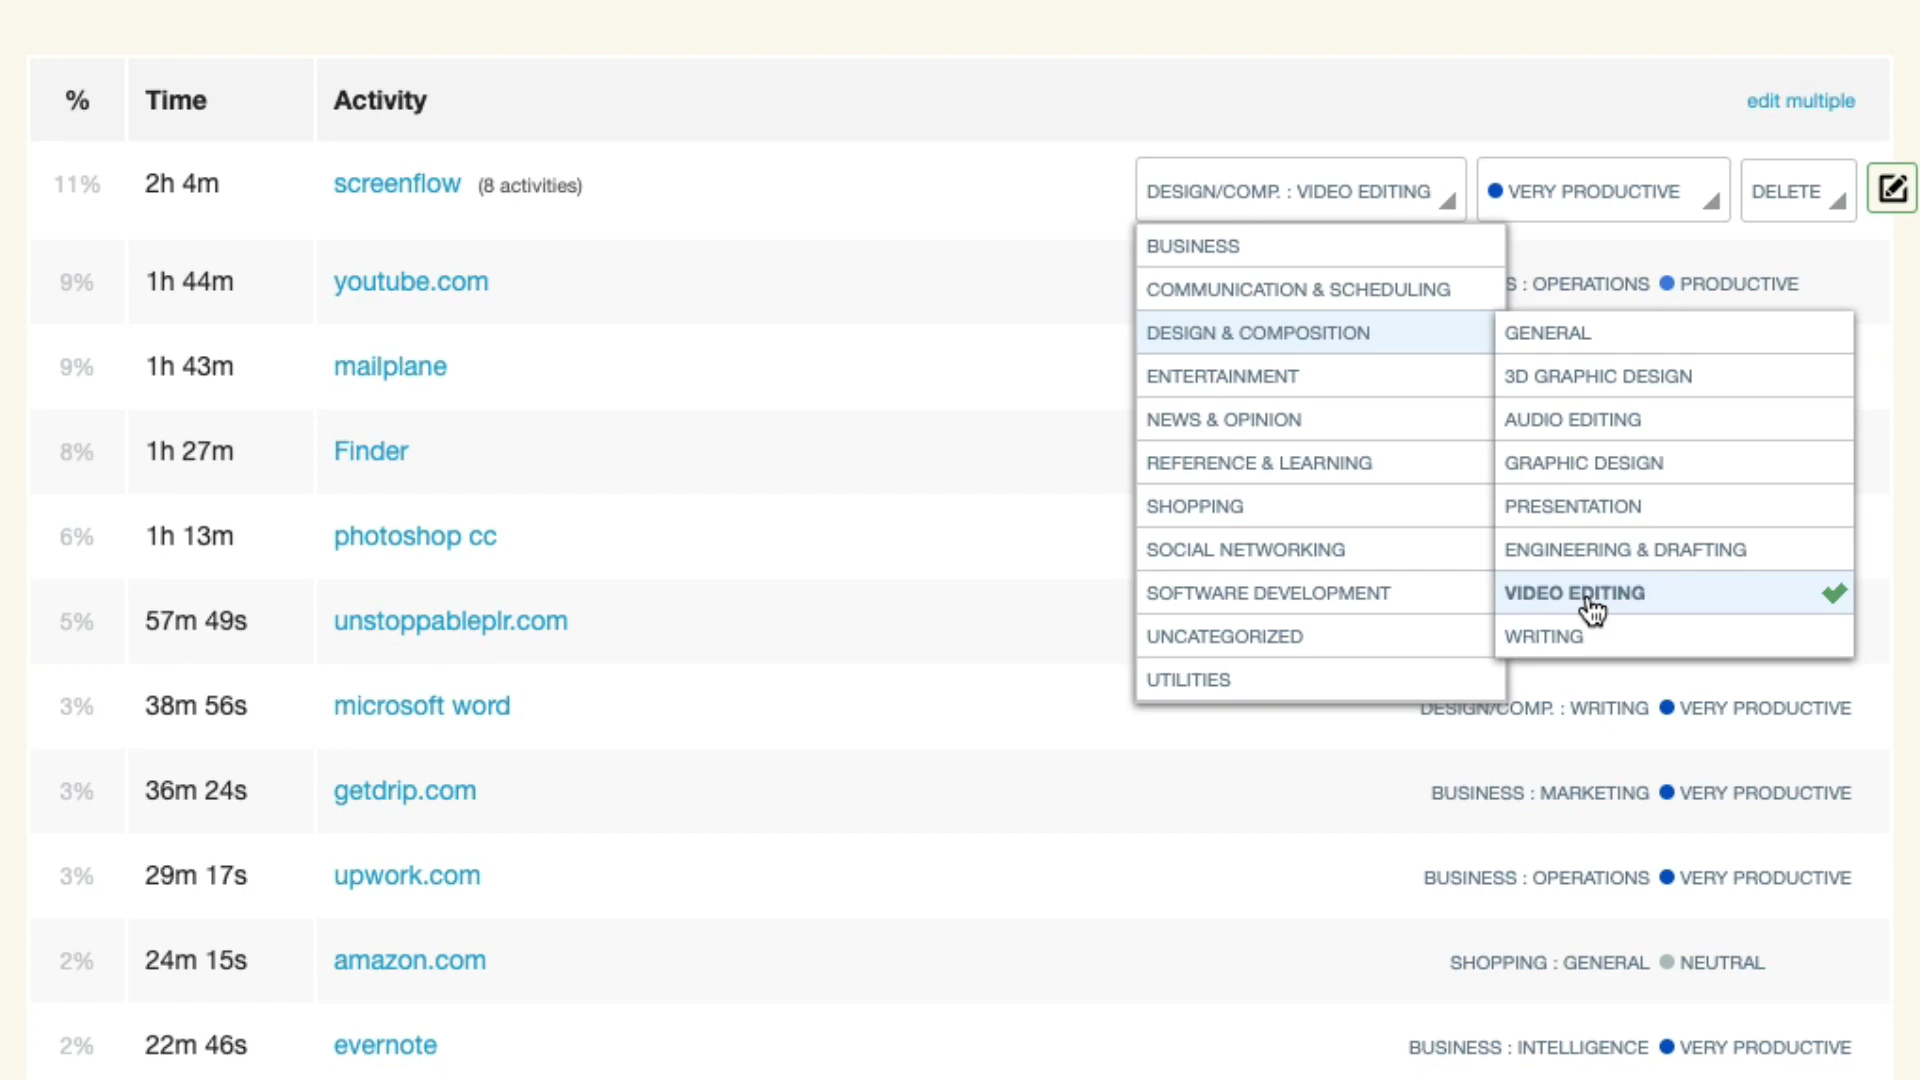 % Time Activity edit multiple
11% 2h 4m screenflow (8 activities) DESIGN/COMP. : VIDEO EDITING VERY PRODUCTIVE DELETE
BUSINESS
9% 1h 44m youtube.com S : OPERATIONS PRODUCTIVE
COMMUNICATION & SCHEDULING
DESIGN & COMPOSITION GENERAL
9% 1h 43m mailplane
ENTERTAINMENT 3D GRAPHIC DESIGN
NEWS & OPINION AUDIO EDITING
8% 1h 27m Finder
REFERENCE & LEARNING GRAPHIC DESIGN
SHOPPING PRESENTATION
6% 1h 13m photoshop cc
SOCIAL NETWORKING ENGINEERING & DRAFTING
SOFTWARE DEVELOPMENT VIDEO EDITING
5% 57m 49s unstoppableplr.com
UNCATEGORIZED WRITING
UTILITIES
3% 38m 56s microsoft word DESIGN/COMP. : WRITING VERY PRODUCTIVE
3% 36m 24s getdrip.com BUSINESS : MARKETING VERY PRODUCTIVE
3% 29m 17s upwork.com BUSINESS : OPERATIONS VERY PRODUCTIVE
2% 24m 15s amazon.com SHOPPING : GENERAL NEUTRAL
2% 22m 46s evernote BUSINESS : INTELLIGENCE VERY PRODUCTIVE